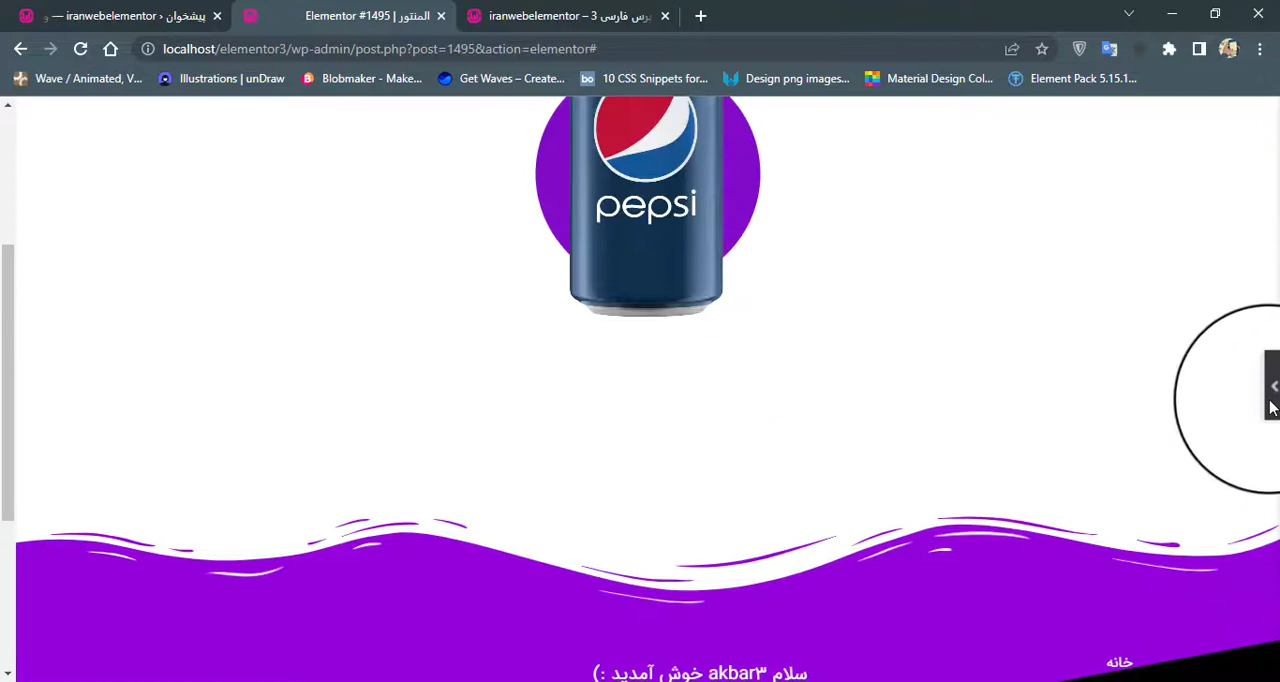 پیشخوان ‹ iranwebelementor — و
Elementor #1495 | المنتور
iranwebelementor – برس فارسی 3
localhost/elementor3/wp-admin/post.php?post=1495&action=elementor#
Wave / Animated, V...
Illustrations | unDraw
Blobmaker - Make...
Get Waves – Create...
bo 10 CSS Snippets for...
Design png images...
Material Design Col...
Element Pack 5.15.1...
pepsi
خانه
سلام akbar۳ خوش آمدید :)